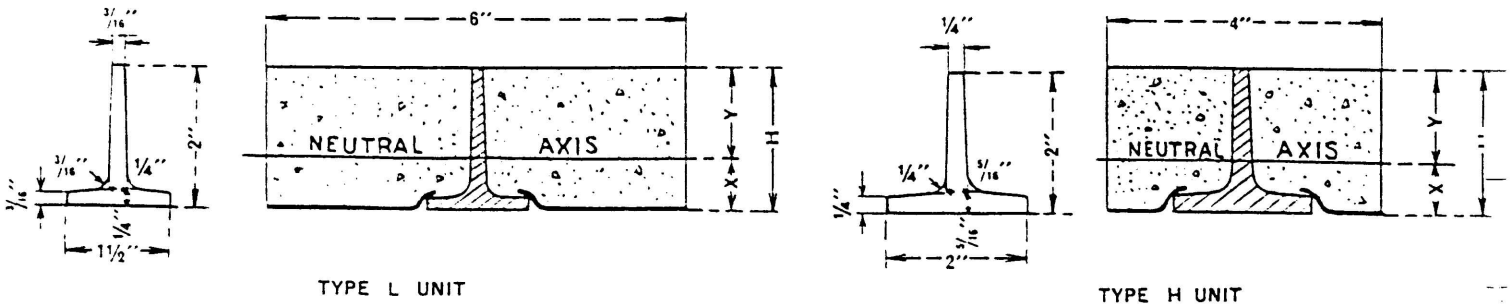 3/16"
6"
1/4"
4"
2"
Y
H
NEUTRAL AXIS
X
3/16"
1/4"
3/16"
1/4"
1 1/2"
2"
Y
NEUTRAL AXIS
X
1/4"
5/16"
1/4"
5/16"
2"
TYPE L UNIT
TYPE H UNIT